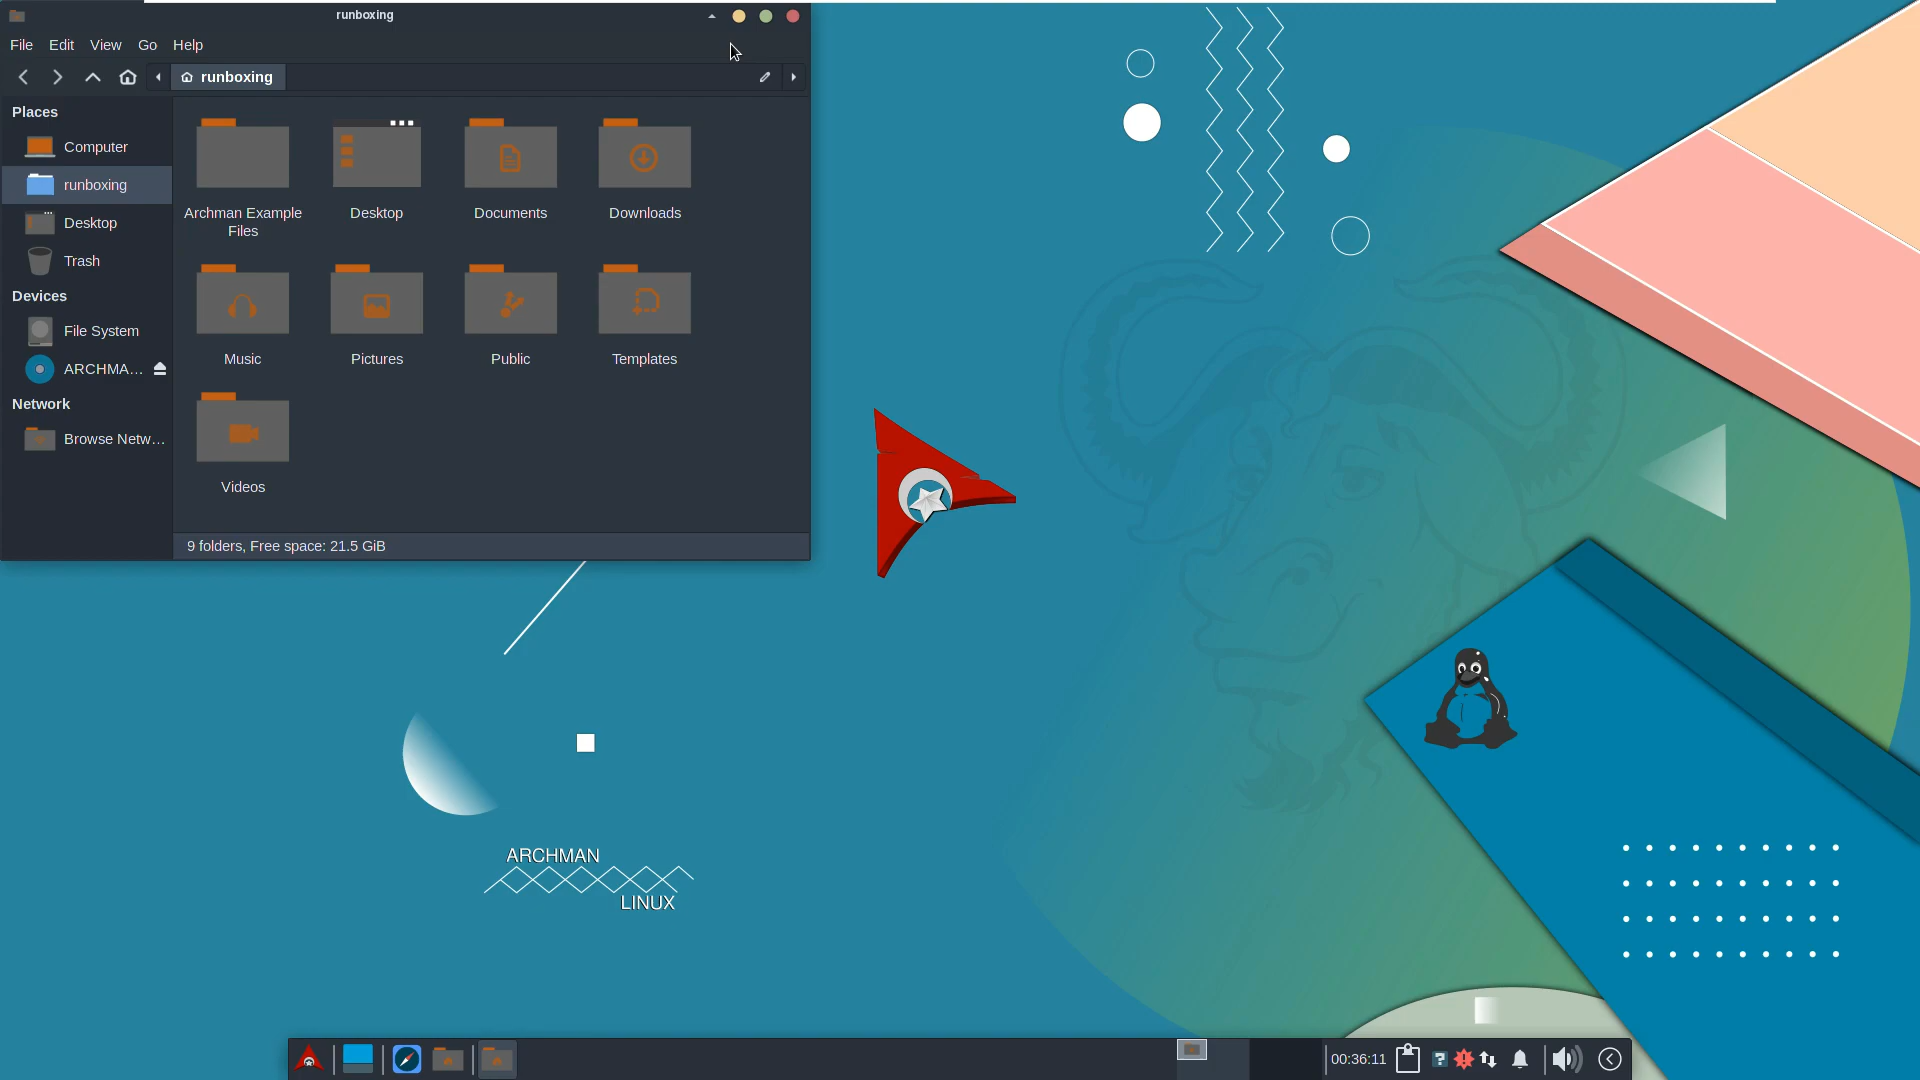 runboxing
File Edit View Go Help
runboxing
Places
Computer
runboxing
Desktop
Trash
Devices
File System
ARCHMA...
Network
Browse Netw...
Archman Example
Files
Desktop
Documents
Downloads
Music
Pictures
Public
Templates
Videos
9 folders, Free space: 21.5 GiB
ARCHMAN
LINUX
00:36:11